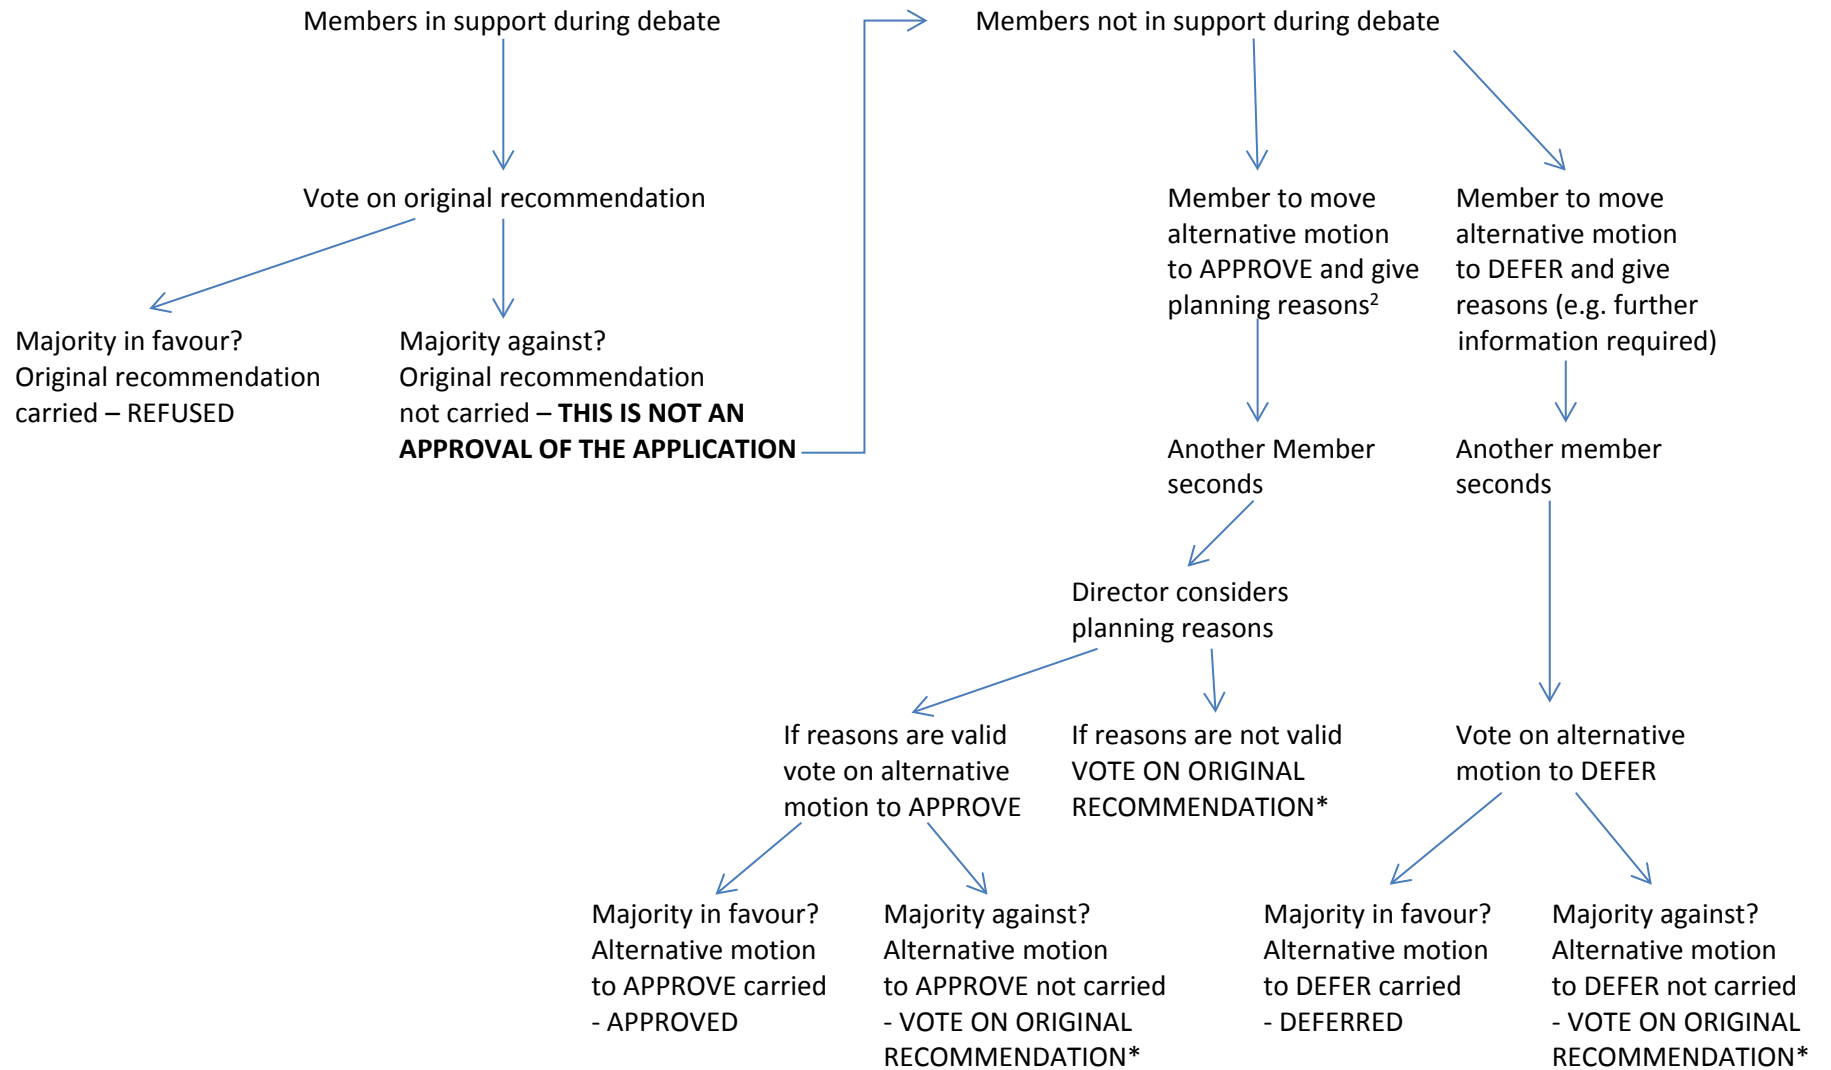 Members in support during debate
Members not in support during debate
Vote on original recommendation
Majority in favour?
Original recommendation
carried – REFUSED
Majority against?
Original recommendation
not carried – THIS IS NOT AN
APPROVAL OF THE APPLICATION
Member to move
alternative motion
to APPROVE and give
planning reasons²
Member to move
alternative motion
to DEFER and give
reasons (e.g. further
information required)
Another Member
seconds
Another member
seconds
Director considers
planning reasons
If reasons are valid
vote on alternative
motion to APPROVE
If reasons are not valid
VOTE ON ORIGINAL
RECOMMENDATION*
Vote on alternative
motion to DEFER
Majority in favour?
Alternative motion
to APPROVE carried
- APPROVED
Majority against?
Alternative motion
to APPROVE not carried
- VOTE ON ORIGINAL
RECOMMENDATION*
Majority in favour?
Alternative motion
to DEFER carried
- DEFERRED
Majority against?
Alternative motion
to DEFER not carried
- VOTE ON ORIGINAL
RECOMMENDATION*